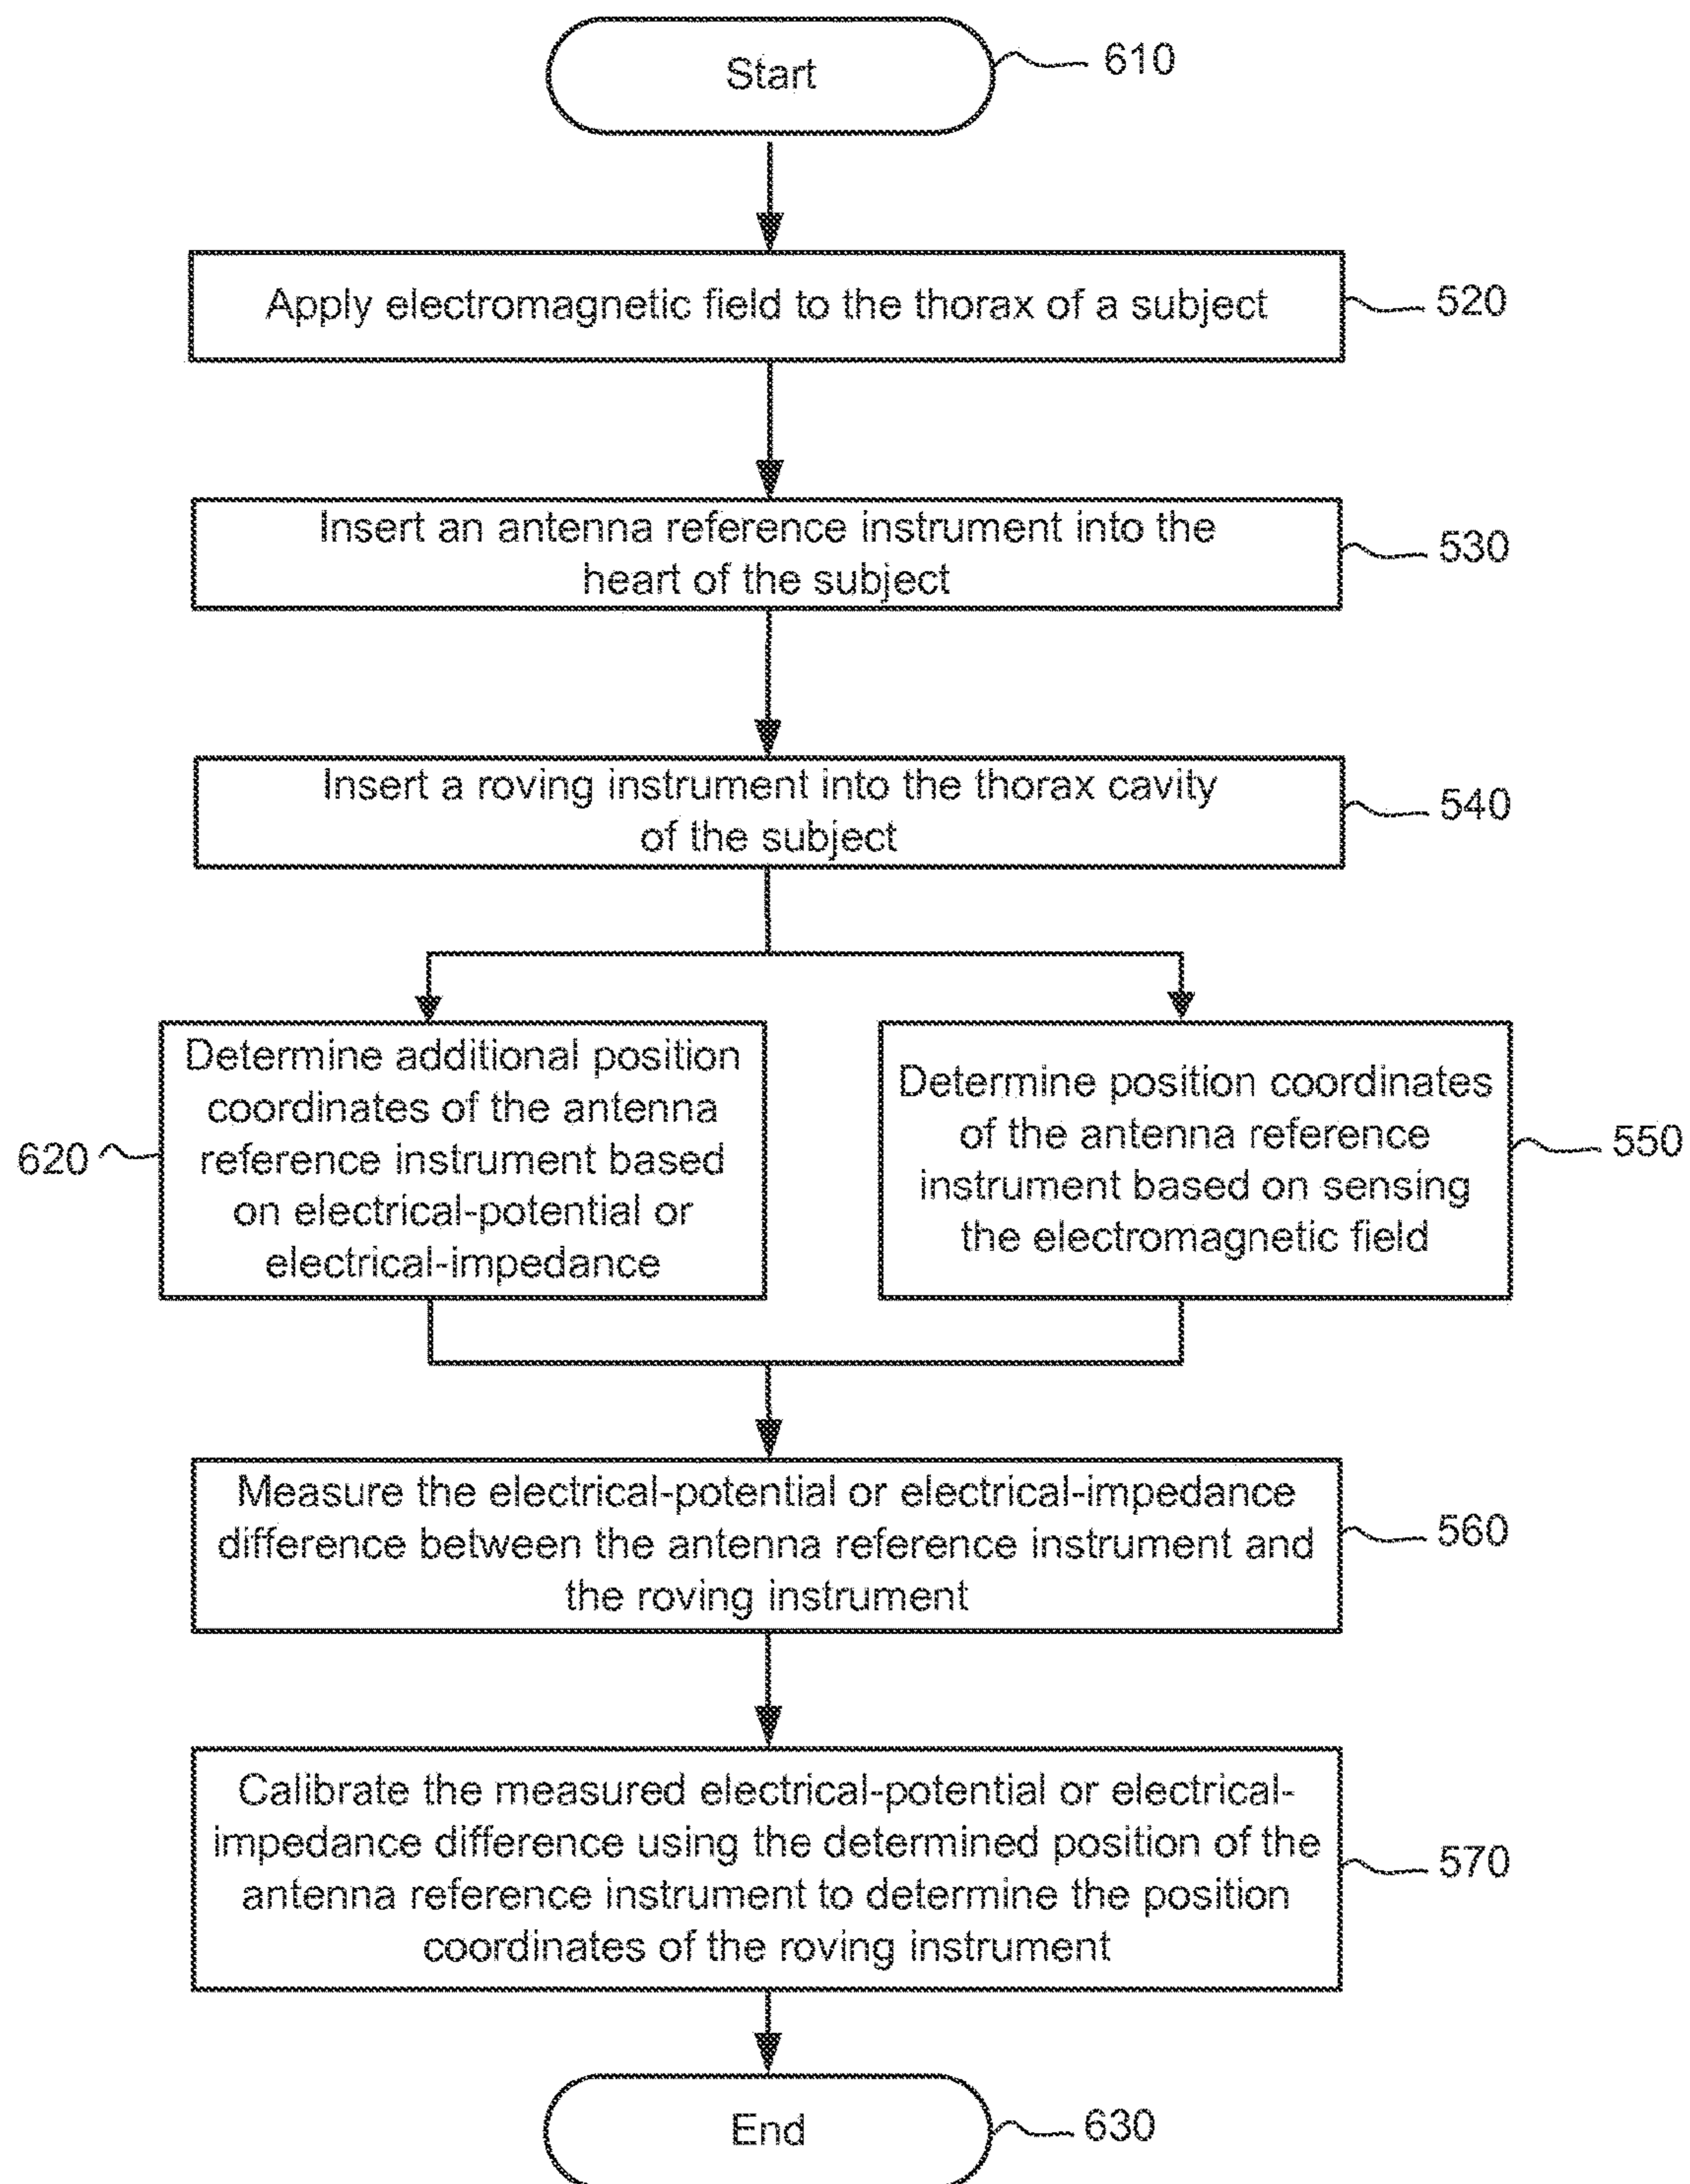 Start
610
Apply electromagnetic field to the thorax of a subject
520
Insert an antenna reference instrument into the
heart of the subject
530
Insert a roving instrument into the thorax cavity
of the subject
540
Determine additional position
coordinates of the antenna
reference instrument based
on electrical-potential or
electrical-impedance
620
Determine position coordinates
of the antenna reference
instrument based on sensing
the electromagnetic field
550
Measure the electrical-potential or electrical-impedance
difference between the antenna reference instrument and
the roving instrument
560
Calibrate the measured electrical-potential or electrical-
impedance difference using the determined position of the
antenna reference instrument to determine the position
coordinates of the roving instrument
570
End
630